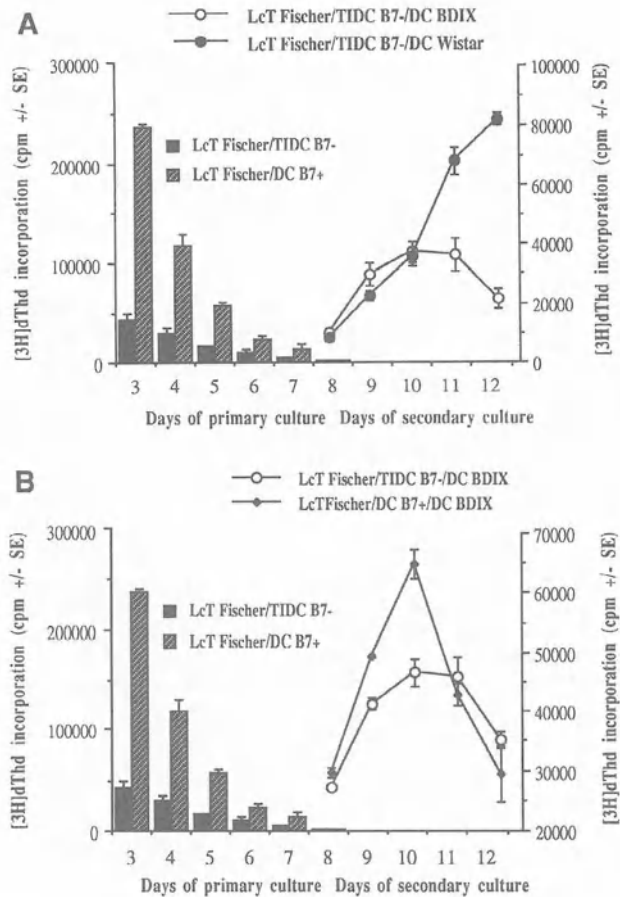 A
LcT Fischer/TIDC B7-/DC BDIX
LcT Fischer/TIDC B7-/DC Wistar
300000
200000
100000
0
[3H]dThd incorporation (cpm +/- SE)
LcT Fischer/TIDC B7-
LcT Fischer/DC B7+
100000
80000
60000
40000
20000
0
[3H]dThd incorporation (cpm +/- SE)
3 4 5 6 7 8 9 10 11 12
Days of primary culture Days of secondary culture
B
LcT Fischer/TIDC B7-/DC BDIX
LcTFischer/DC B7+/DC BDIX
300000
200000
100000
0
[3H]dThd incorporation (cpm +/- SE)
LcT Fischer/TIDC B7-
LcT Fischer/DC B7+
70000
60000
50000
40000
30000
20000
[3H]dThd incorporation (cpm +/- SE)
3 4 5 6 7 8 9 10 11 12
Days of primary culture Days of secondary culture